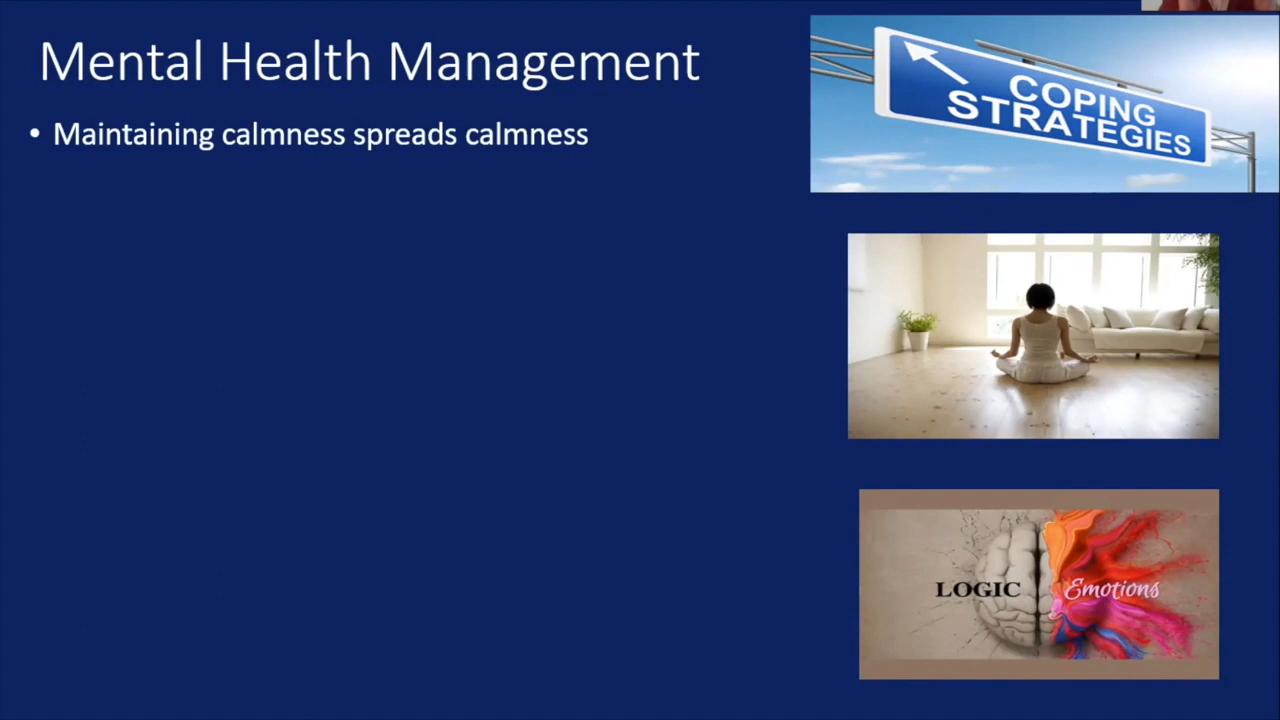 Mental Health Management
• Maintaining calmness spreads calmness
COPING
STRATEGIES
LOGIC
Emotions